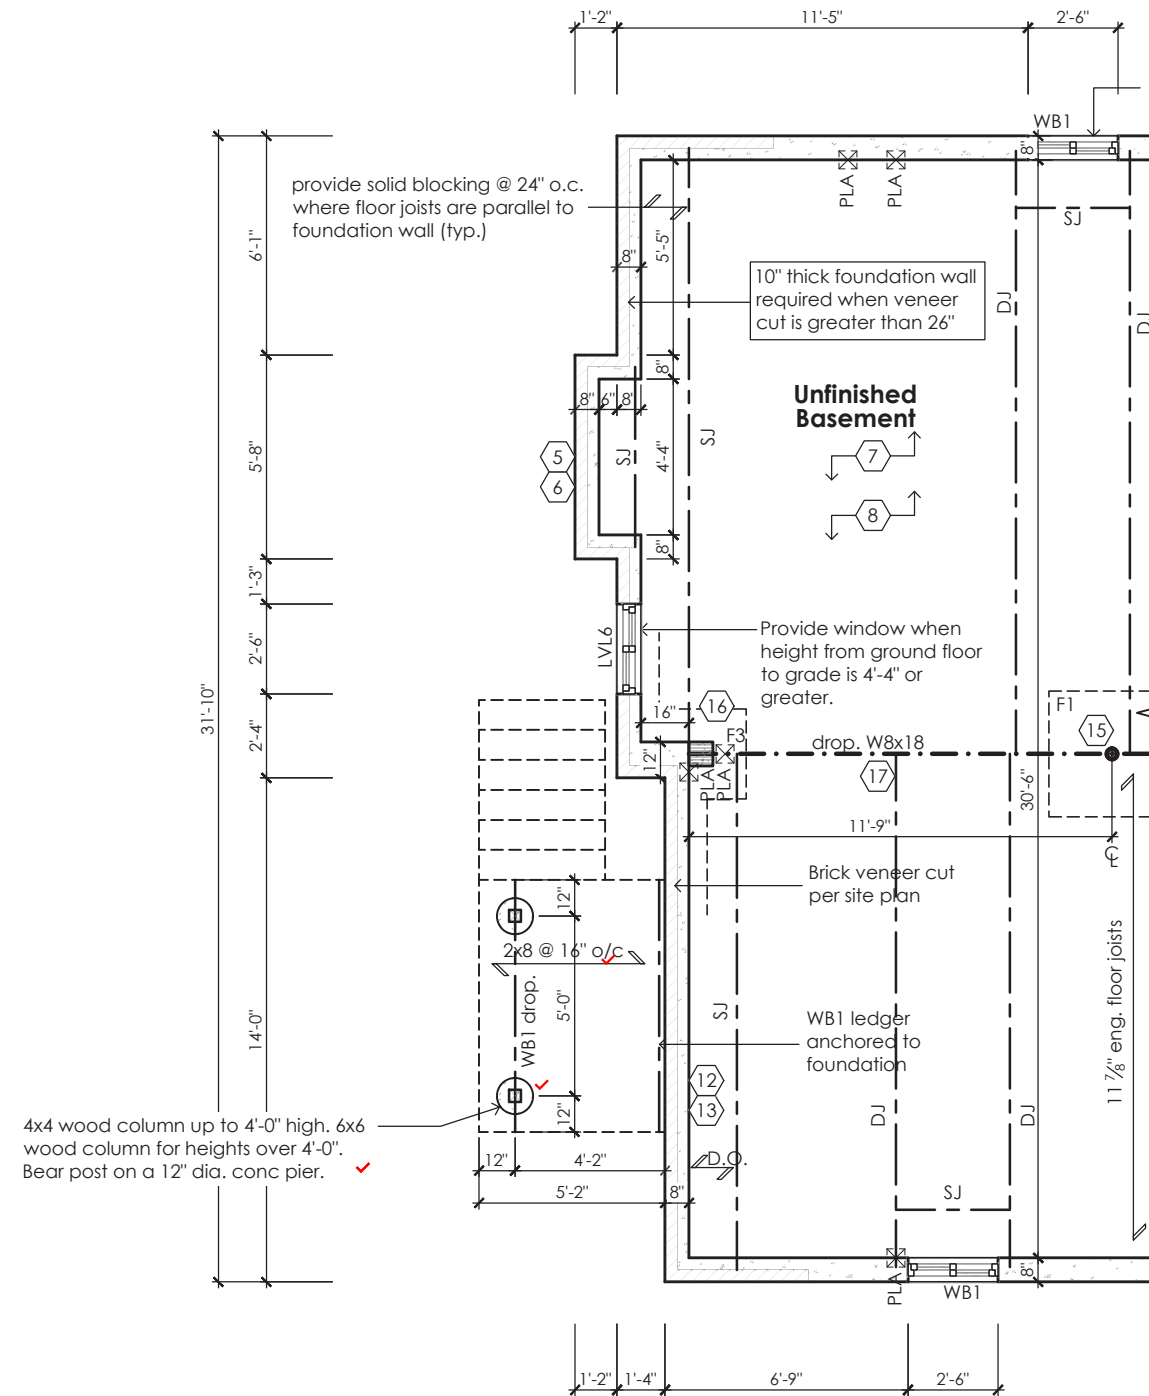 1'-2"
11'-5"
2'-6"
WB1
8"
PLA
PLA
provide solid blocking @ 24" o.c.
where floor joists are parallel to
foundation wall (typ.)
SJ
6'-1"
5'-5"
8"
10" thick foundation wall
required when veneer
cut is greater than 26"
DJ
DJ
8"
8"
6"
8"
Unfinished
Basement
5'-8"
5
6
SJ
4'-4"
SJ
7
8
8"
1'-3"
LVL6
2'-6"
Provide window when
height from ground floor
to grade is 4'-4" or
greater.
31'-10"
2'-4"
16"
16
F3
F1
15
12"
drop. W8x18
PLA
PLA
17
30'-6"
11'-9"
CL
Brick veneer cut
per site plan
12"
2x8 @ 16" o/c
WB1 drop.
5'-0"
SJ
11 7/8" eng. floor joists
14'-0"
WB1 ledger
anchored to
foundation
12
13
12"
DJ
DJ
4x4 wood column up to 4'-0" high. 6x6
wood column for heights over 4'-0".
Bear post on a 12" dia. conc pier.
12"
4'-2"
D.O.
5'-2"
8"
SJ
PLA
WB1
8"
1'-2"
1'-4"
6'-9"
2'-6"